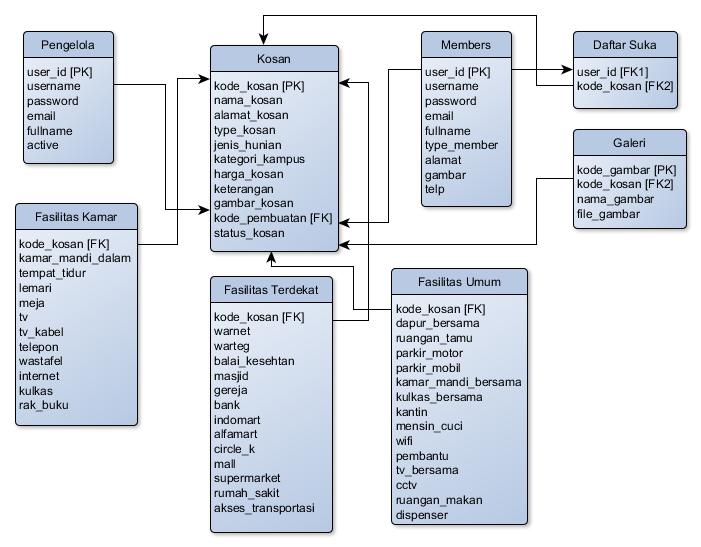 Pengelola
user_id [PK]
username
password
email
fullname
active
Kosan
kode_kosan [PK]
nama_kosan
alamat_kosan
type_kosan
jenis_hunian
kategori_kampus
harga_kosan
keterangan
gambar_kosan
kode_pembuatan [FK]
status_kosan
Members
user_id [PK]
username
password
email
fullname
type_member
alamat
gambar
telp
Daftar Suka
user_id [FK1]
kode_kosan [FK2]
Galeri
kode_gambar [PK]
kode_kosan [FK2]
nama_gambar
file_gambar
Fasilitas Kamar
kode_kosan [FK]
kamar_mandi_dalam
tempat_tidur
lemari
meja
tv
tv_kabel
telepon
wastafel
internet
kulkas
rak_buku
Fasilitas Terdekat
kode_kosan [FK]
warnet
warteg
balai_kesehtan
masjid
gereja
bank
indomart
alfamart
circle_k
mall
supermarket
rumah_sakit
akses_transportasi
Fasilitas Umum
kode_kosan [FK]
dapur_bersama
ruangan_tamu
parkir_motor
parkir_mobil
kamar_mandi_bersama
kulkas_bersama
kantin
mensin_cuci
wifi
pembantu
tv_bersama
cctv
ruangan_makan
dispenser